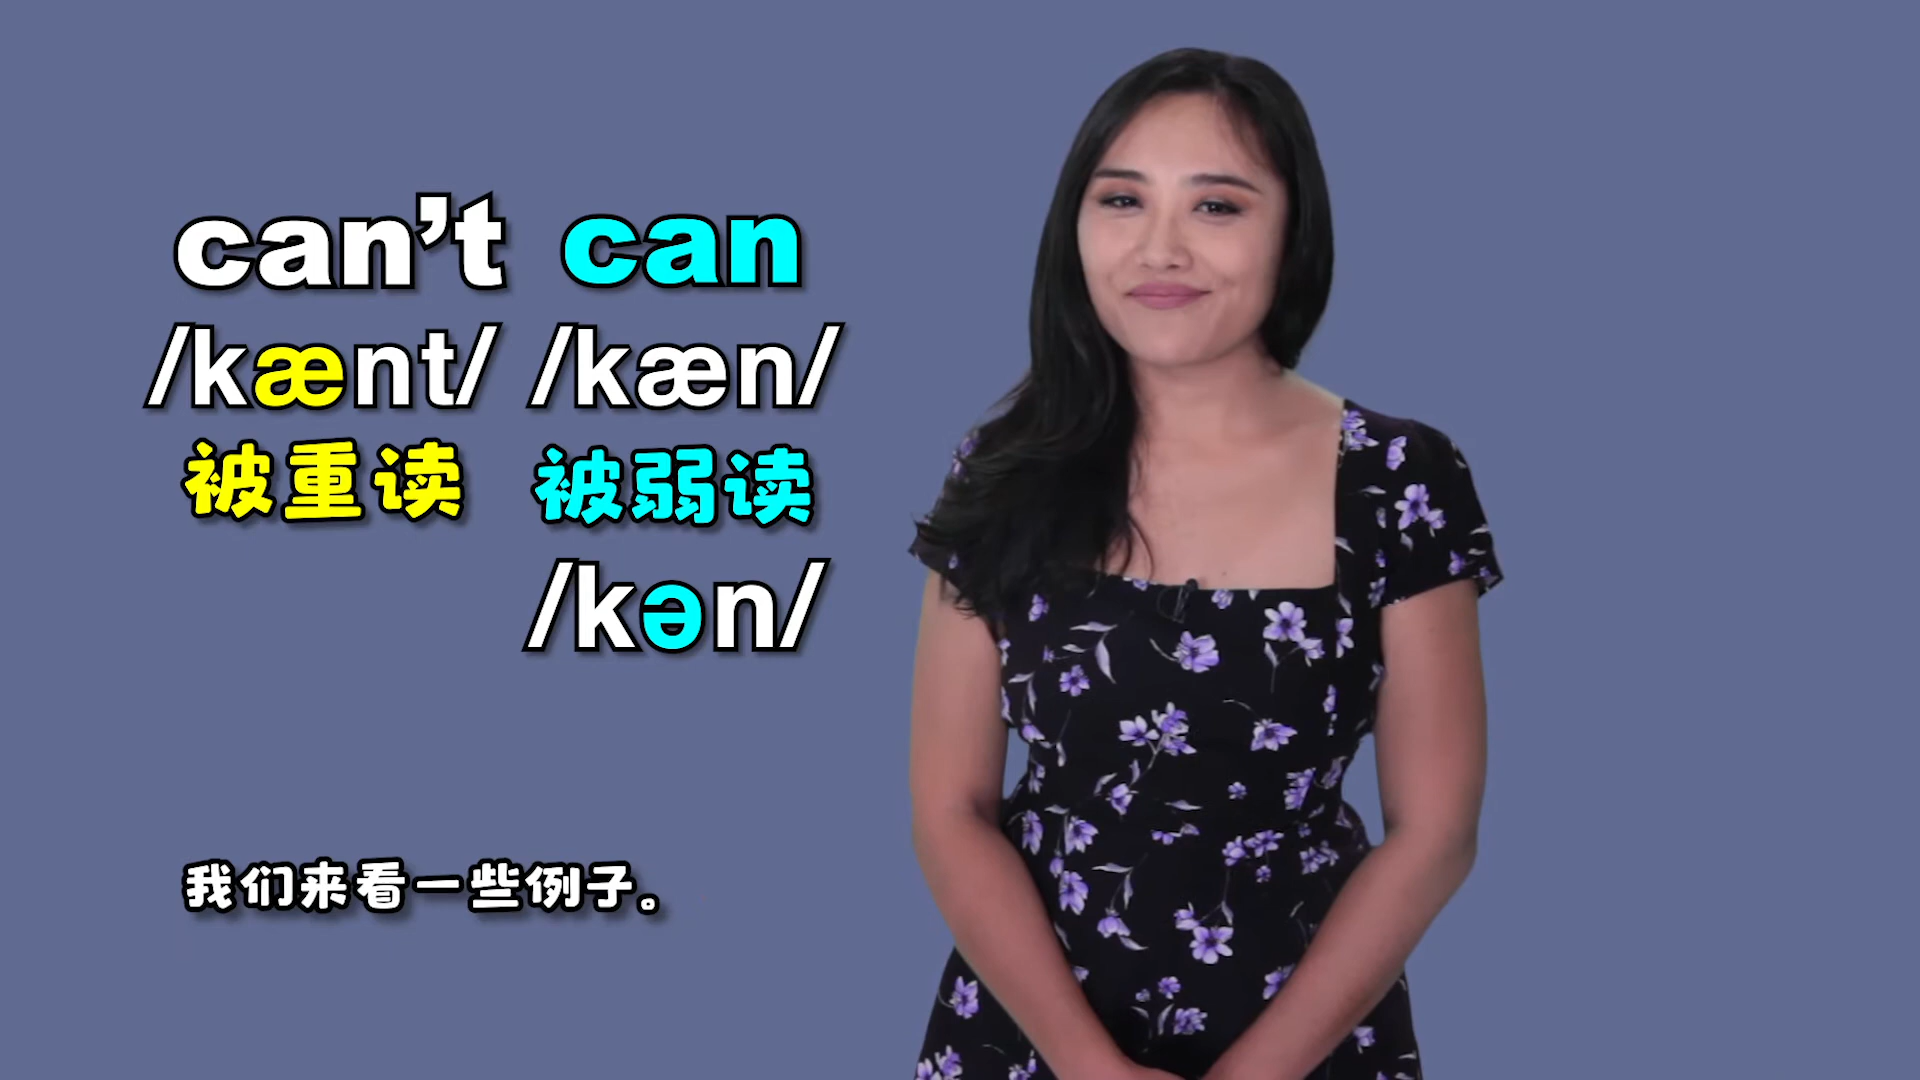 can’t can
/kænt/ /kæn/
被重读 被弱读
/kən/
我们来看一些例子。